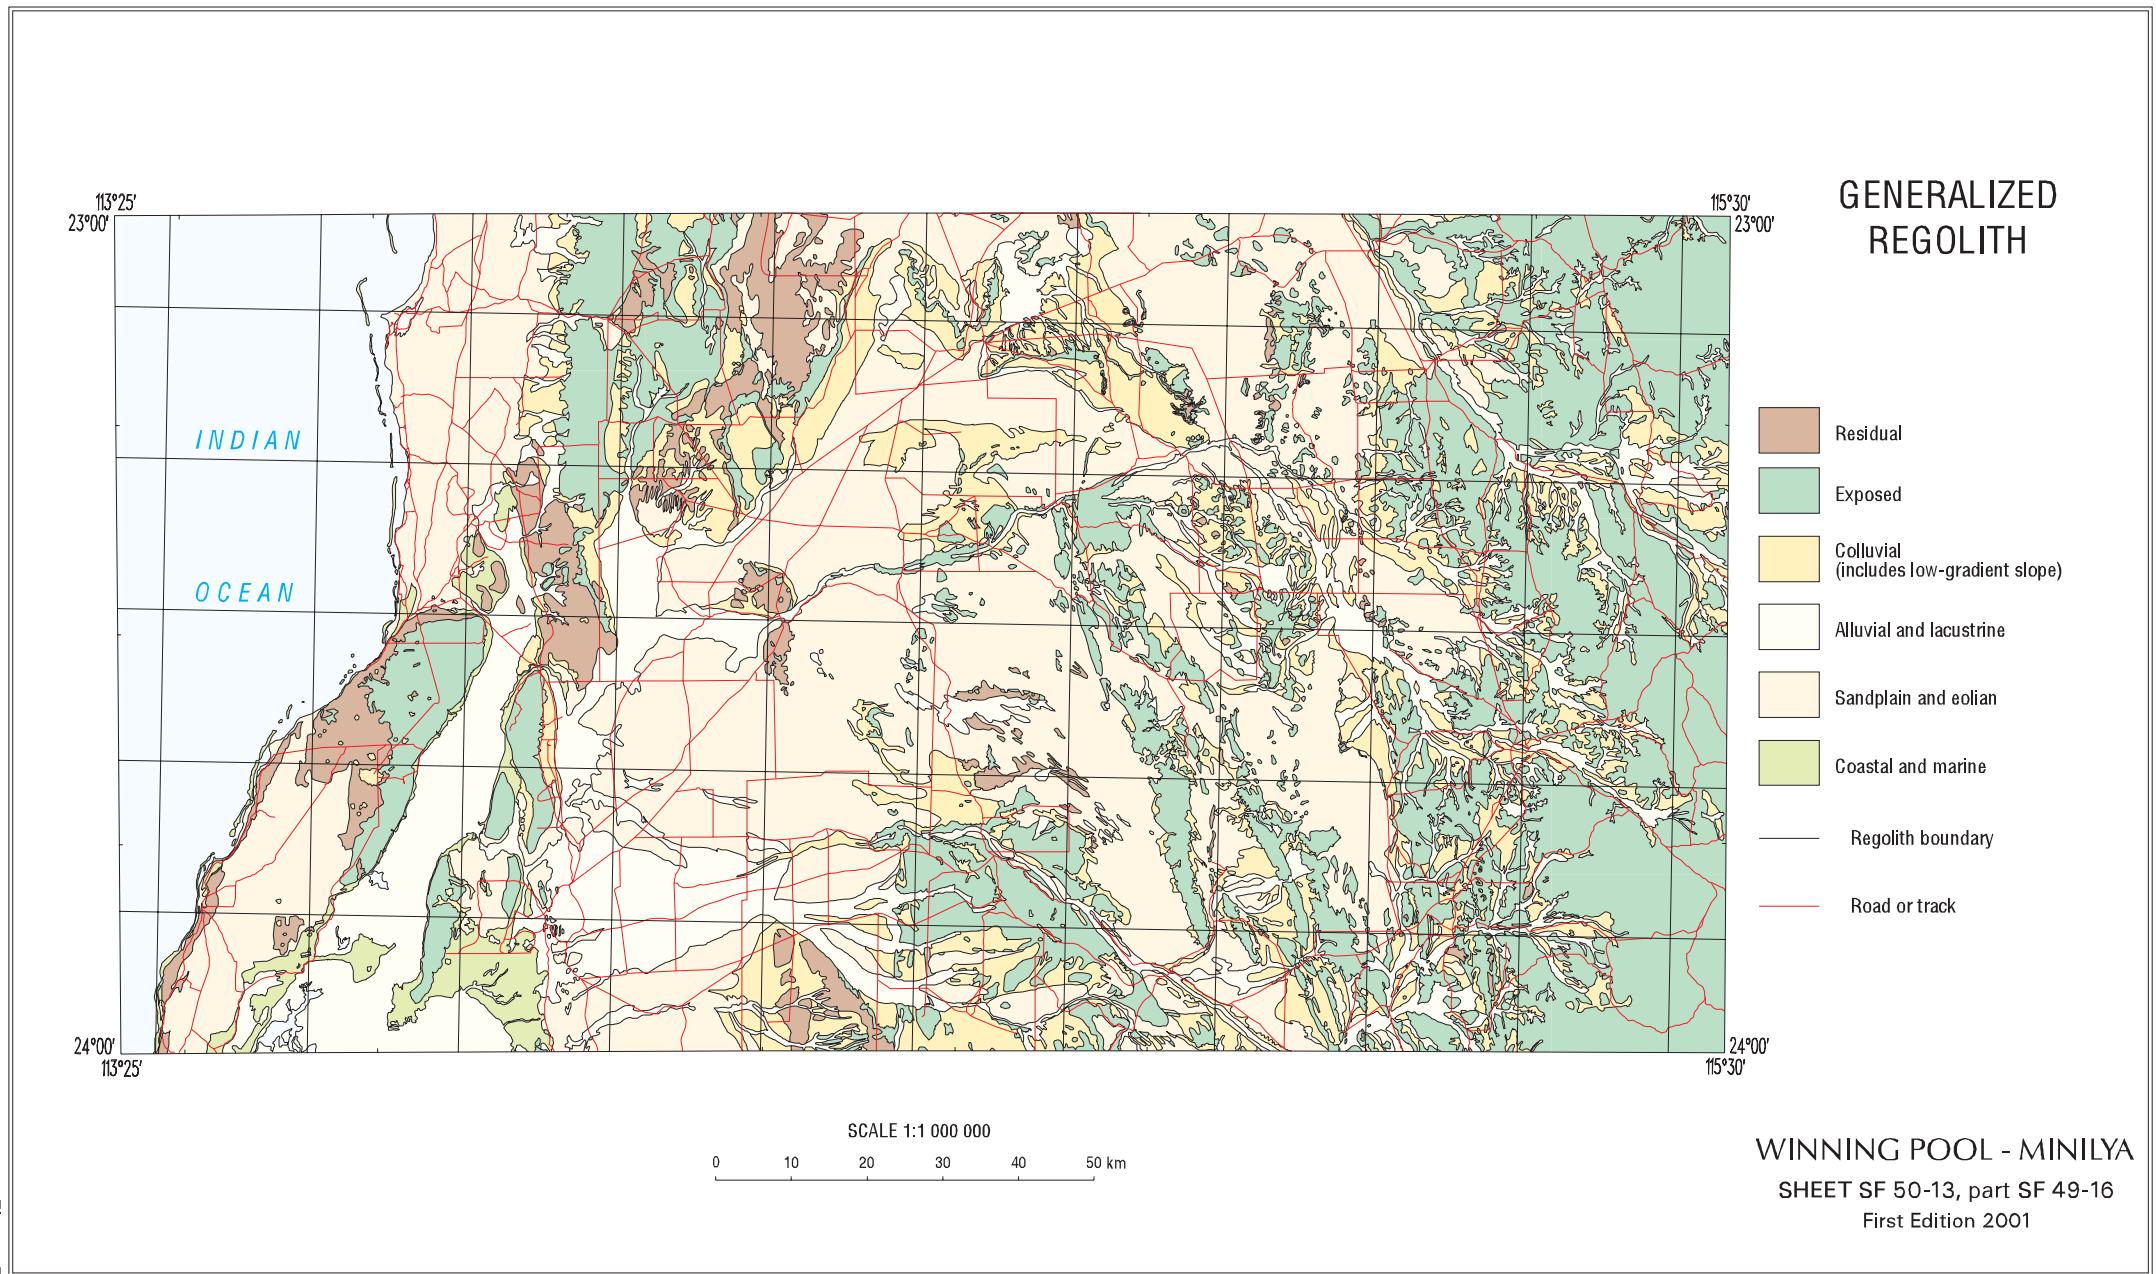 GENERALIZED
REGOLITH
113°25'
23°00'
115°30'
23°00'
INDIAN
OCEAN
Residual
Exposed
Colluvial
(includes low-gradient slope)
Alluvial and lacustrine
Sandplain and eolian
Coastal and marine
Regolith boundary
Road or track
24°00'
113°25'
24°00'
115°30'
SCALE 1:1 000 000
0 10 20 30 40 50 km
WINNING POOL - MINILYA
SHEET SF 50-13, part SF 49-16
First Edition 2001